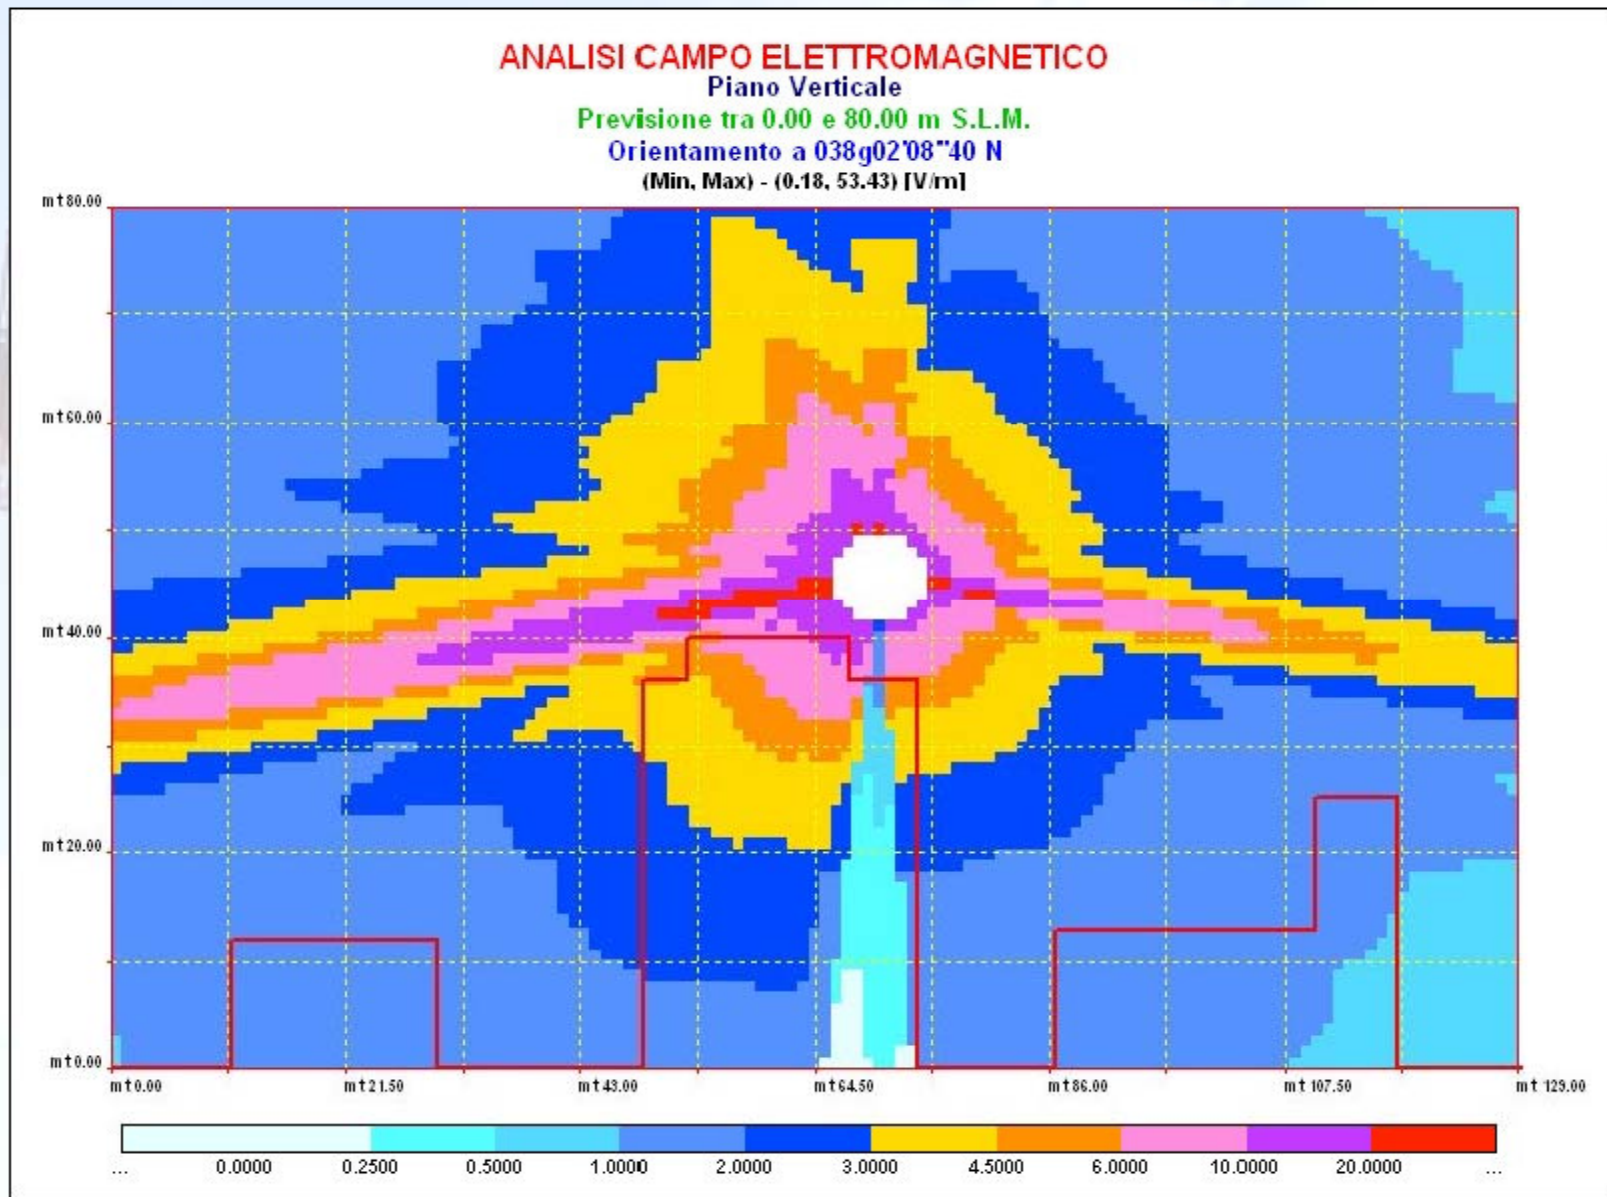 ANALISI CAMPO ELETTROMAGNETICO
Piano Verticale
Previsione tra 0.00 e 80.00 m S.L.M.
Orientamento a 038g02'08"40 N
(Min, Max) - (0.18, 53.43) [V/m]
mt80.00
mt60.00
mt40.00
mt20.00
mt0.00
mt0.00 mt21.50 mt43.00 mt64.50 mt86.00 mt107.50 mt129.00
... 0.0000 0.2500 0.5000 1.0000 2.0000 3.0000 4.5000 6.0000 10.0000 20.0000 ...